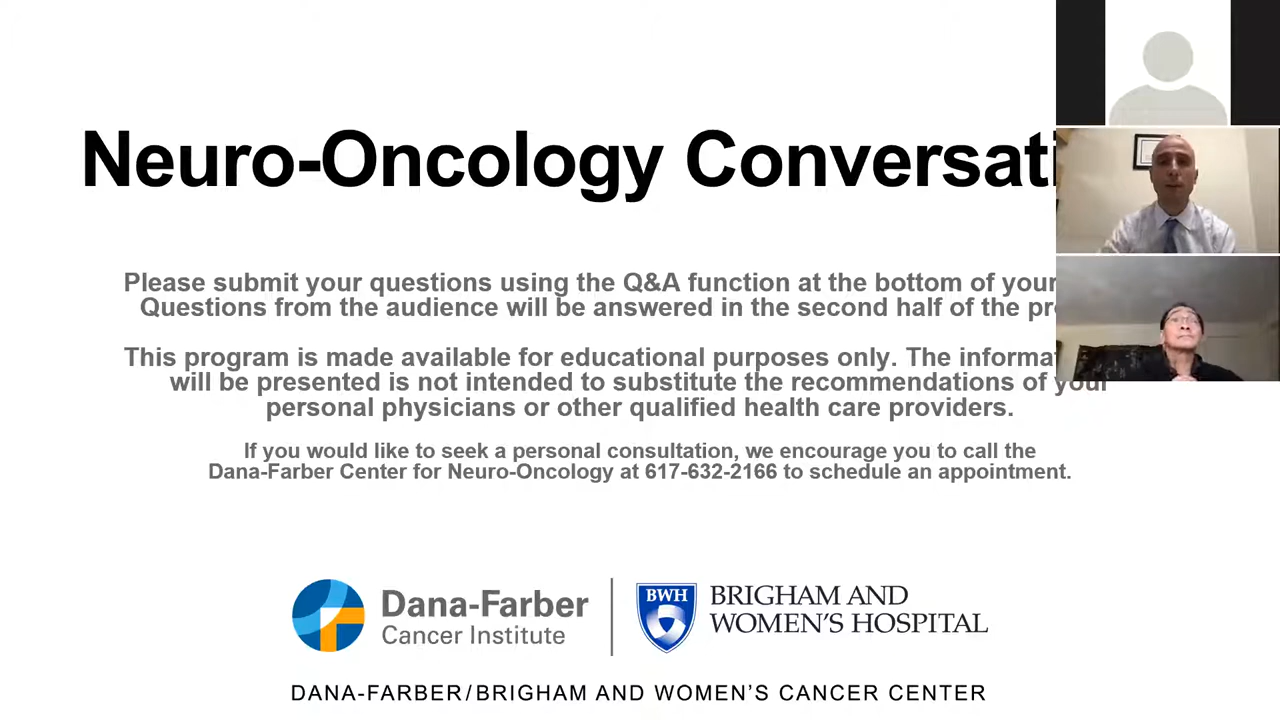 Neuro-Oncology
Please submit your questions using the Q&A function at the bottom of your
Questions from the audience will be answered in the second half of the
This program is made available for educational purposes only. The
will be presented is not intended to substitute the recommendations of your
personal physicians or other qualified health care providers.
If you would like to seek a personal consultation, we encourage you to call the
Dana-Farber Center for Neuro-Oncology at 617-632-2166 to schedule an appointment.
Dana-Farber
Cancer Institute
BWH
BRIGHAM AND
WOMEN'S HOSPITAL
DANA-FARBER/BRIGHAM AND WOMEN'S CANCER CENTER